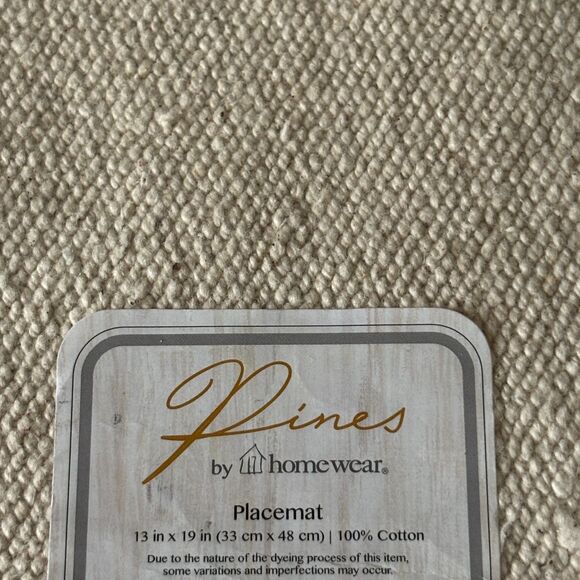 Pines
by homewear®
Placemat
13 in x 19 in (33 cm x 48 cm) | 100% Cotton
Due to the nature of the dyeing process of this item,
some variations and imperfections may occur.